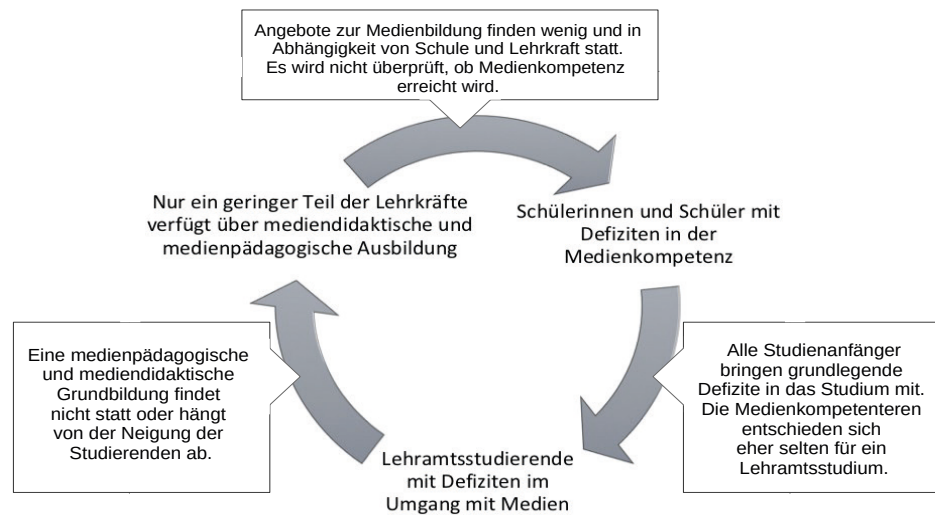 Angebote zur Medienbildung finden wenig und in
Abhängigkeit von Schule und Lehrkraft statt.
Es wird nicht überprüft, ob Medienkompetenz
erreicht wird.
Nur ein geringer Teil der Lehrkräfte
verfügt über mediendidaktische und
medienpädagogische Ausbildung
Schülerinnen und Schüler mit
Defiziten in der
Medienkompetenz
Eine medienpädagogische
und mediendidaktische
Grundbildung findet
nicht statt oder hängt
von der Neigung der
Studierenden ab.
Alle Studienanfänger
bringen grundlegende
Defizite in das Studium mit.
Die Medienkompetenteren
entschieden sich
eher selten für ein
Lehramtsstudium.
Lehramtsstudierende
mit Defiziten im
Umgang mit Medien